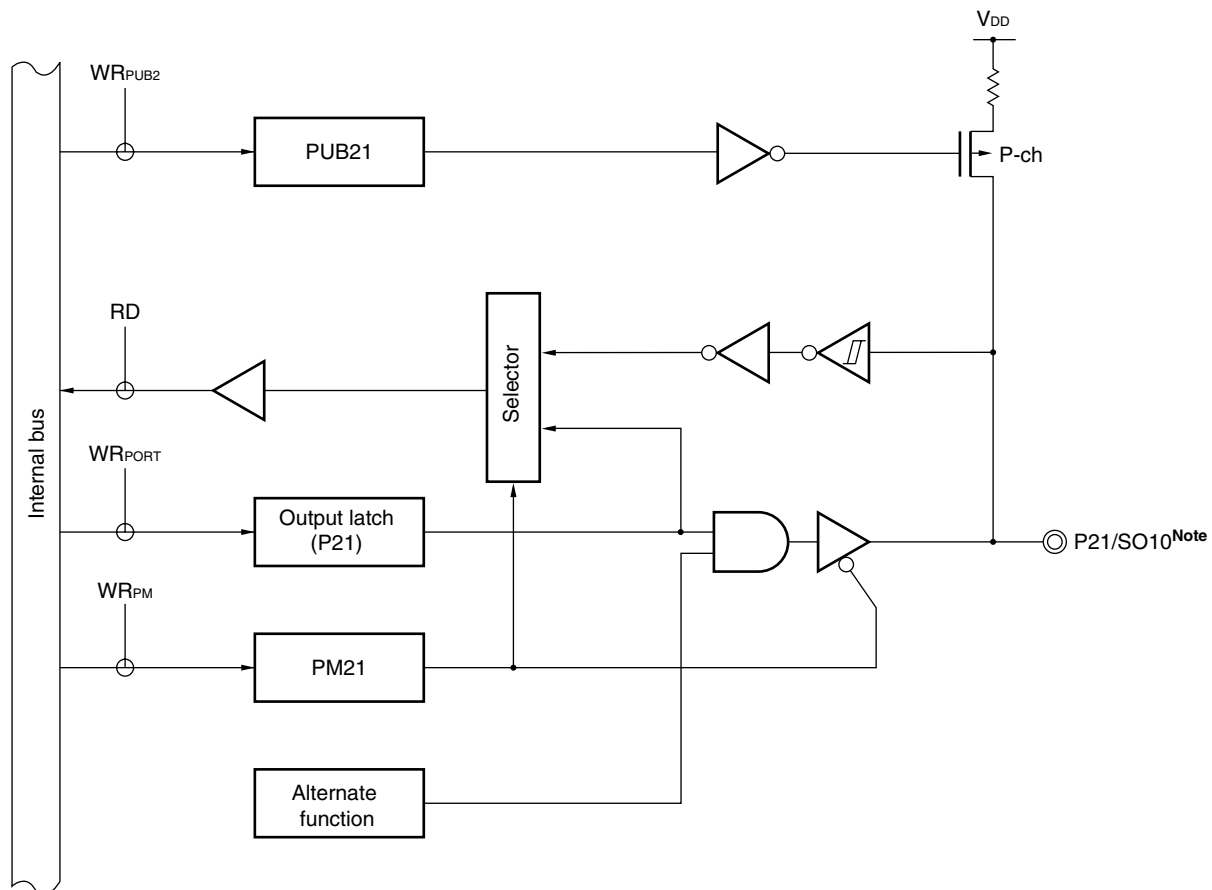 VDD
WRPUB2
PUB21
P-ch
RD
Selector
Internal bus
WRPORT
Output latch
(P21)
P21/SO10Note
WRPM
PM21
Alternate
function